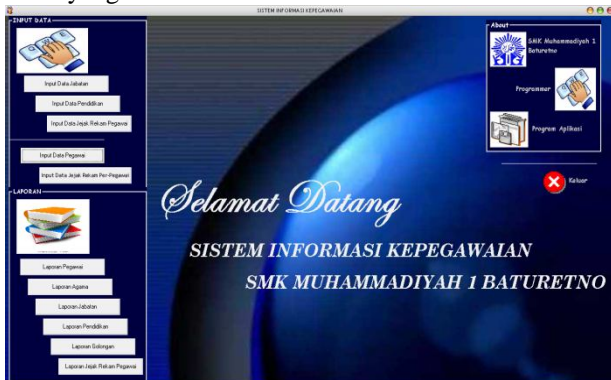 SISTEM INFORMASI KEPEGAWAIAN
INPUT DATA
Input Data Jabatan
Input Data Pendidikan
Input Data Jejak Rekam Pegawai
Input Data Pegawai
Input Data Jejak Rekam Per-Pegawai
LAPORAN
Laporan Pegawai
Laporan Agama
Laporan Jabatan
Laporan Pendidikan
Laporan Golongan
Laporan Jejak Rekam Pegawai
Selamat Datang
SISTEM INFORMASI KEPEGAWAIAN
SMK MUHAMMADIYAH 1 BATURETNO
About
SMK Muhammadiyah 1
Baturetno
Programmer
Program Aplikasi
Keluar